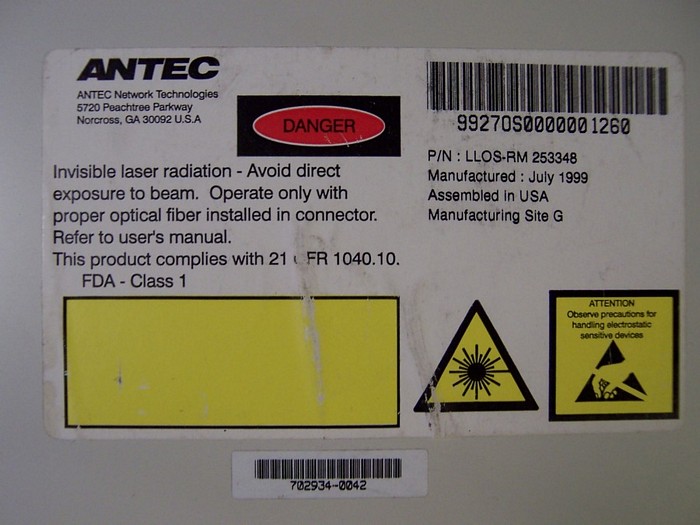 ANTEC
ANTEC Network Technologies
5720 Peachtree Parkway
Norcross, GA 30092 U.S.A
DANGER
Invisible laser radiation - Avoid direct
exposure to beam. Operate only with
proper optical fiber installed in connector.
Refer to user's manual.
This product complies with 21 CFR 1040.10.
FDA - Class 1
99270S0000001260
P/N : LLOS-RM 253348
Manufactured : July 1999
Assembled in USA
Manufacturing Site G
ATTENTION
Observe precautions for
handling electrostatic
sensitive devices
702934-0042